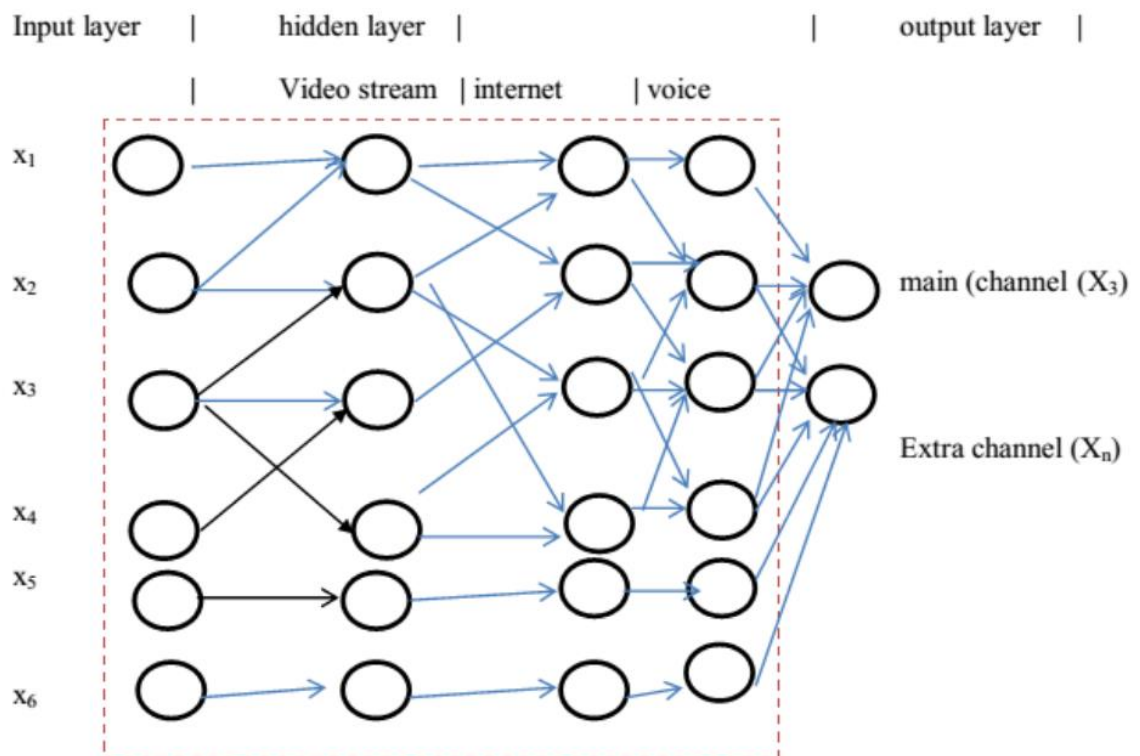 Input layer | hidden layer | | output layer |
| Video stream | internet | voice
x₁
x₂ main (channel (X₃)
x₃
Extra channel (Xₙ)
x₄
x₅
x₆